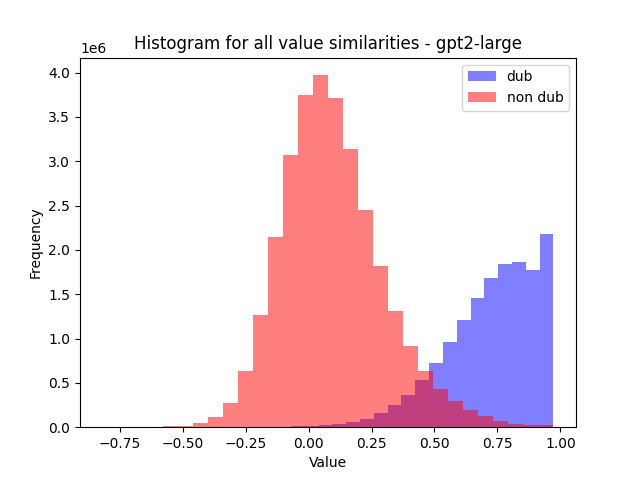 Histogram for all value similarities - gpt2-large
1e6
dub
non dub
4.0
3.5
3.0
2.5
2.0
1.5
1.0
0.5
0.0
Frequency
−0.75 −0.50 −0.25 0.00 0.25 0.50 0.75 1.00
Value